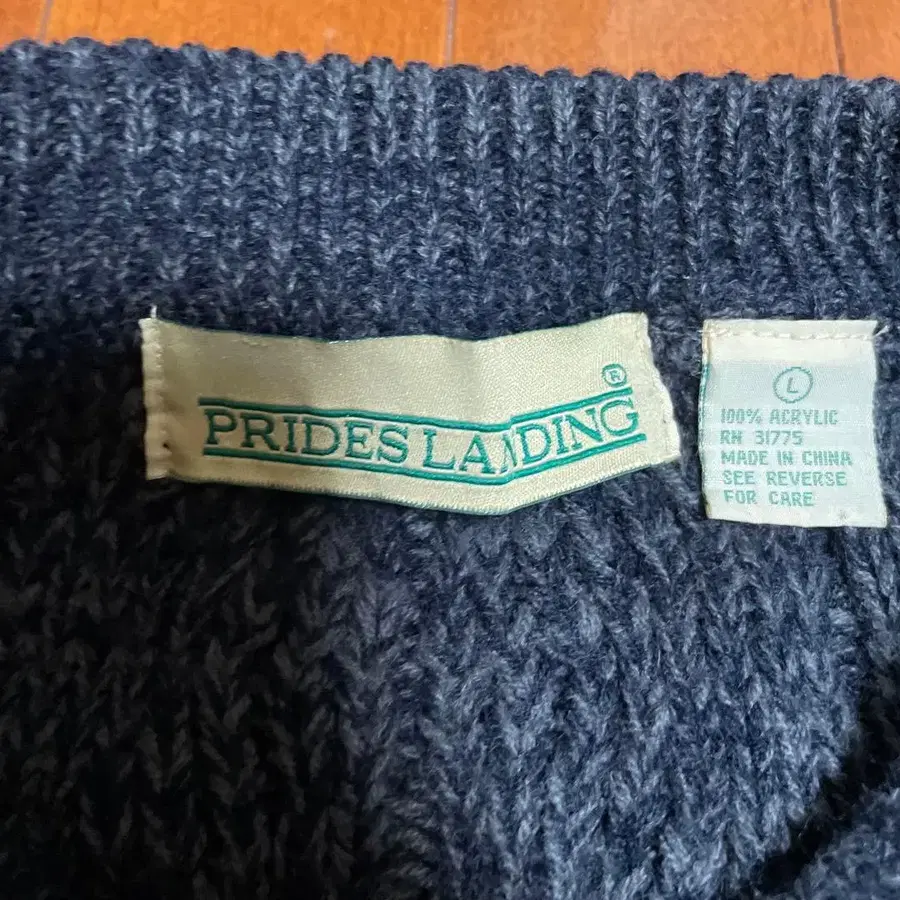 PRIDES LANDING ®
L
100% ACRYLIC
RN 31775
MADE IN CHINA
SEE REVERSE
FOR CARE